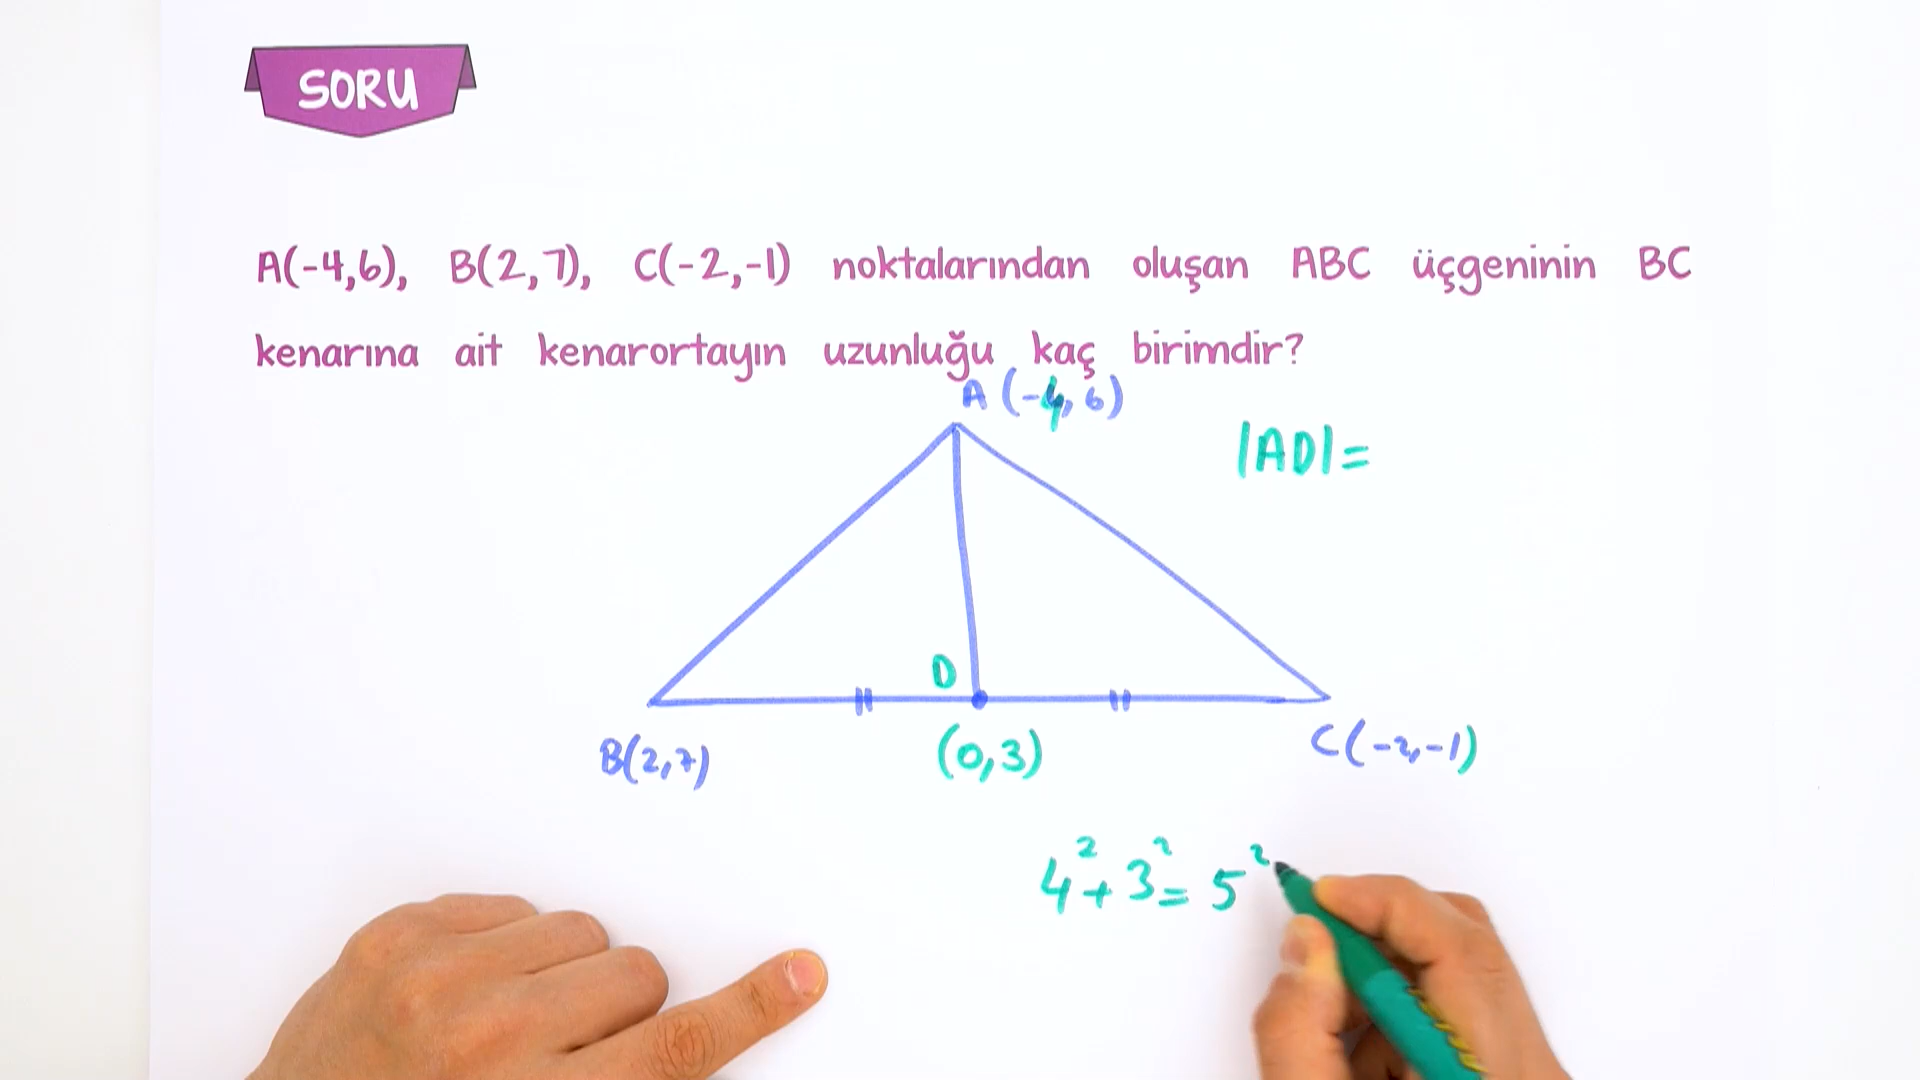 SORU
A(-4,6), B(2,7), C(-2,-1) noktalarından oluşan ABC üçgeninin BC
kenarına ait kenarortayın uzunluğu kaç birimdir?
A (-4, 6)
|AD| =
D
B(2,7)
(0,3)
C(-2,-1)
4² + 3² = 5²